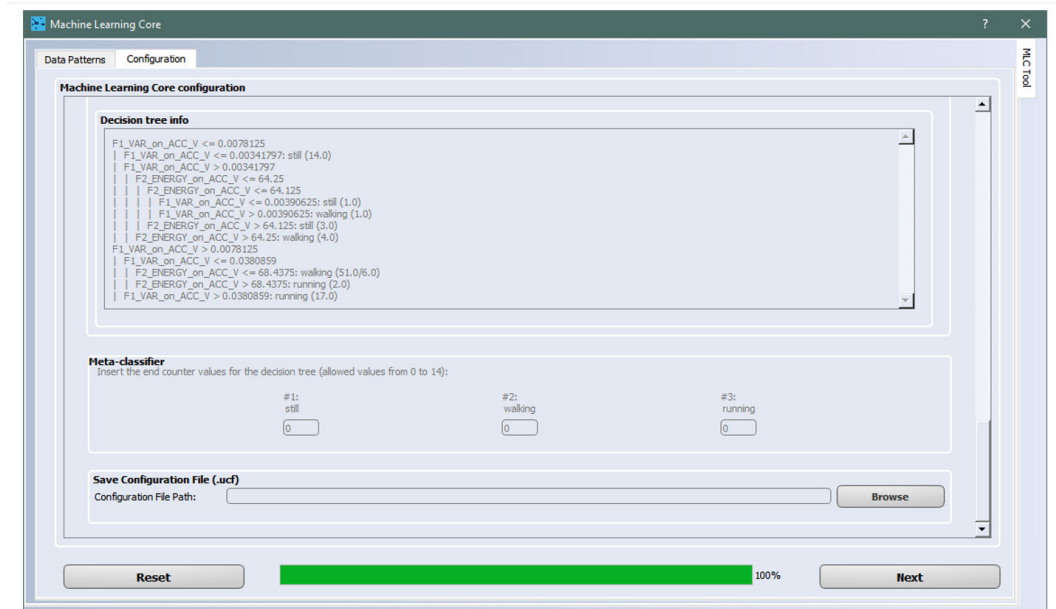 Machine Learning Core
?
×
MLC Tool
Data Patterns
Configuration
Machine Learning Core configuration
Decision tree info
F1_VAR_on_ACC_V <= 0.0078125
| F1_VAR_on_ACC_V <= 0.00341797: still (14.0)
| F1_VAR_on_ACC_V > 0.00341797
| | F2_ENERGY_on_ACC_V <= 64.25
| | | F2_ENERGY_on_ACC_V <= 64.125
| | | | F1_VAR_on_ACC_V <= 0.00390625: still (1.0)
| | | | F1_VAR_on_ACC_V > 0.00390625: walking (1.0)
| | | F2_ENERGY_on_ACC_V > 64.125: still (3.0)
| | F2_ENERGY_on_ACC_V > 64.25: walking (4.0)
F1_VAR_on_ACC_V > 0.0078125
| F1_VAR_on_ACC_V <= 0.0380859
| | F2_ENERGY_on_ACC_V <= 68.4375: walking (51.0/6.0)
| | F2_ENERGY_on_ACC_V > 68.4375: running (2.0)
| F1_VAR_on_ACC_V > 0.0380859: running (17.0)
Meta-classifier
Insert the end counter values for the decision tree (allowed values from 0 to 14):
#1: #2: #3:
still walking running
0 0 0
Save Configuration File (.ucf)
Configuration File Path:
Browse
Reset
100%
Next